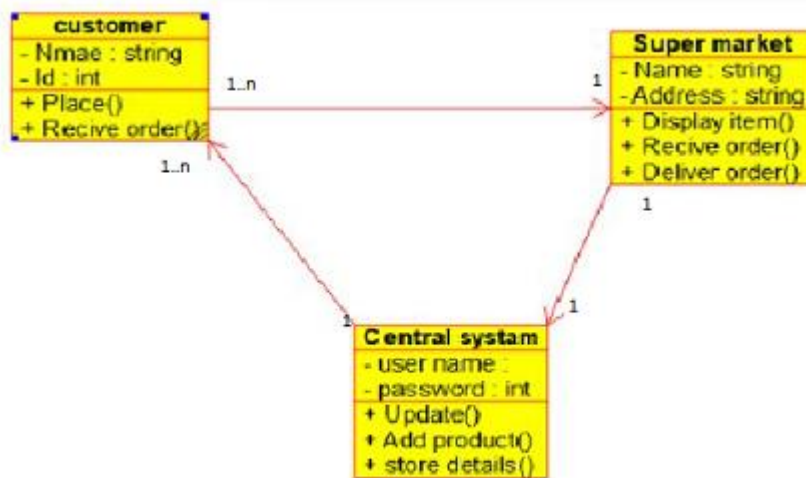 customer
- Nmae : string
- Id : int
+ Place()
+ Recive order()
1..n
1
Super market
- Name : string
- Address : string
+ Display item()
+ Recive order()
+ Deliver order()
1..n
1
1
1
Central systam
- user name :
- password : int
+ Update()
+ Add product()
+ store details()